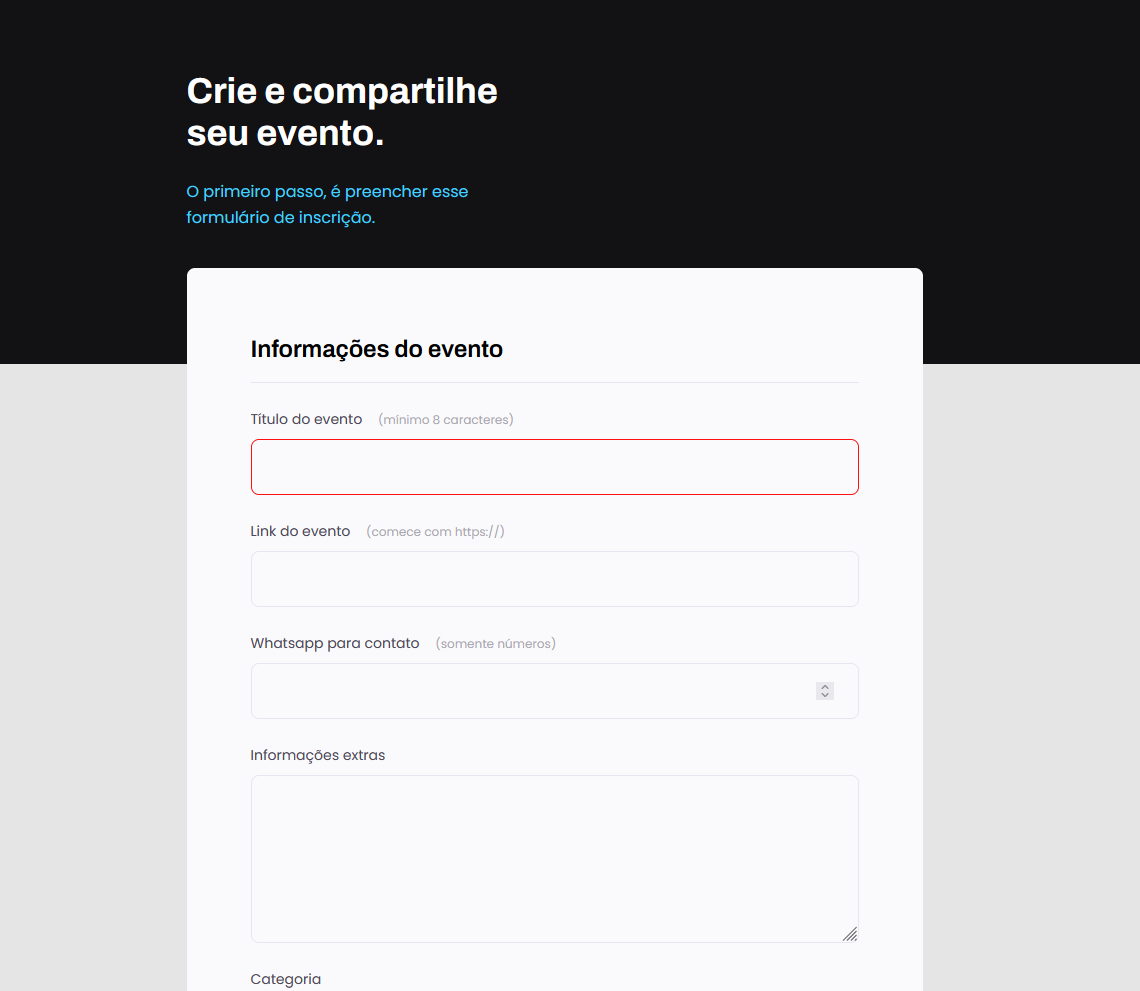 Crie e compartilhe
seu evento.
O primeiro passo, é preencher esse
formulário de inscrição.
Informações do evento
Título do evento (mínimo 8 caracteres)
Link do evento (comece com https://)
Whatsapp para contato (somente números)
Informações extras
Categoria